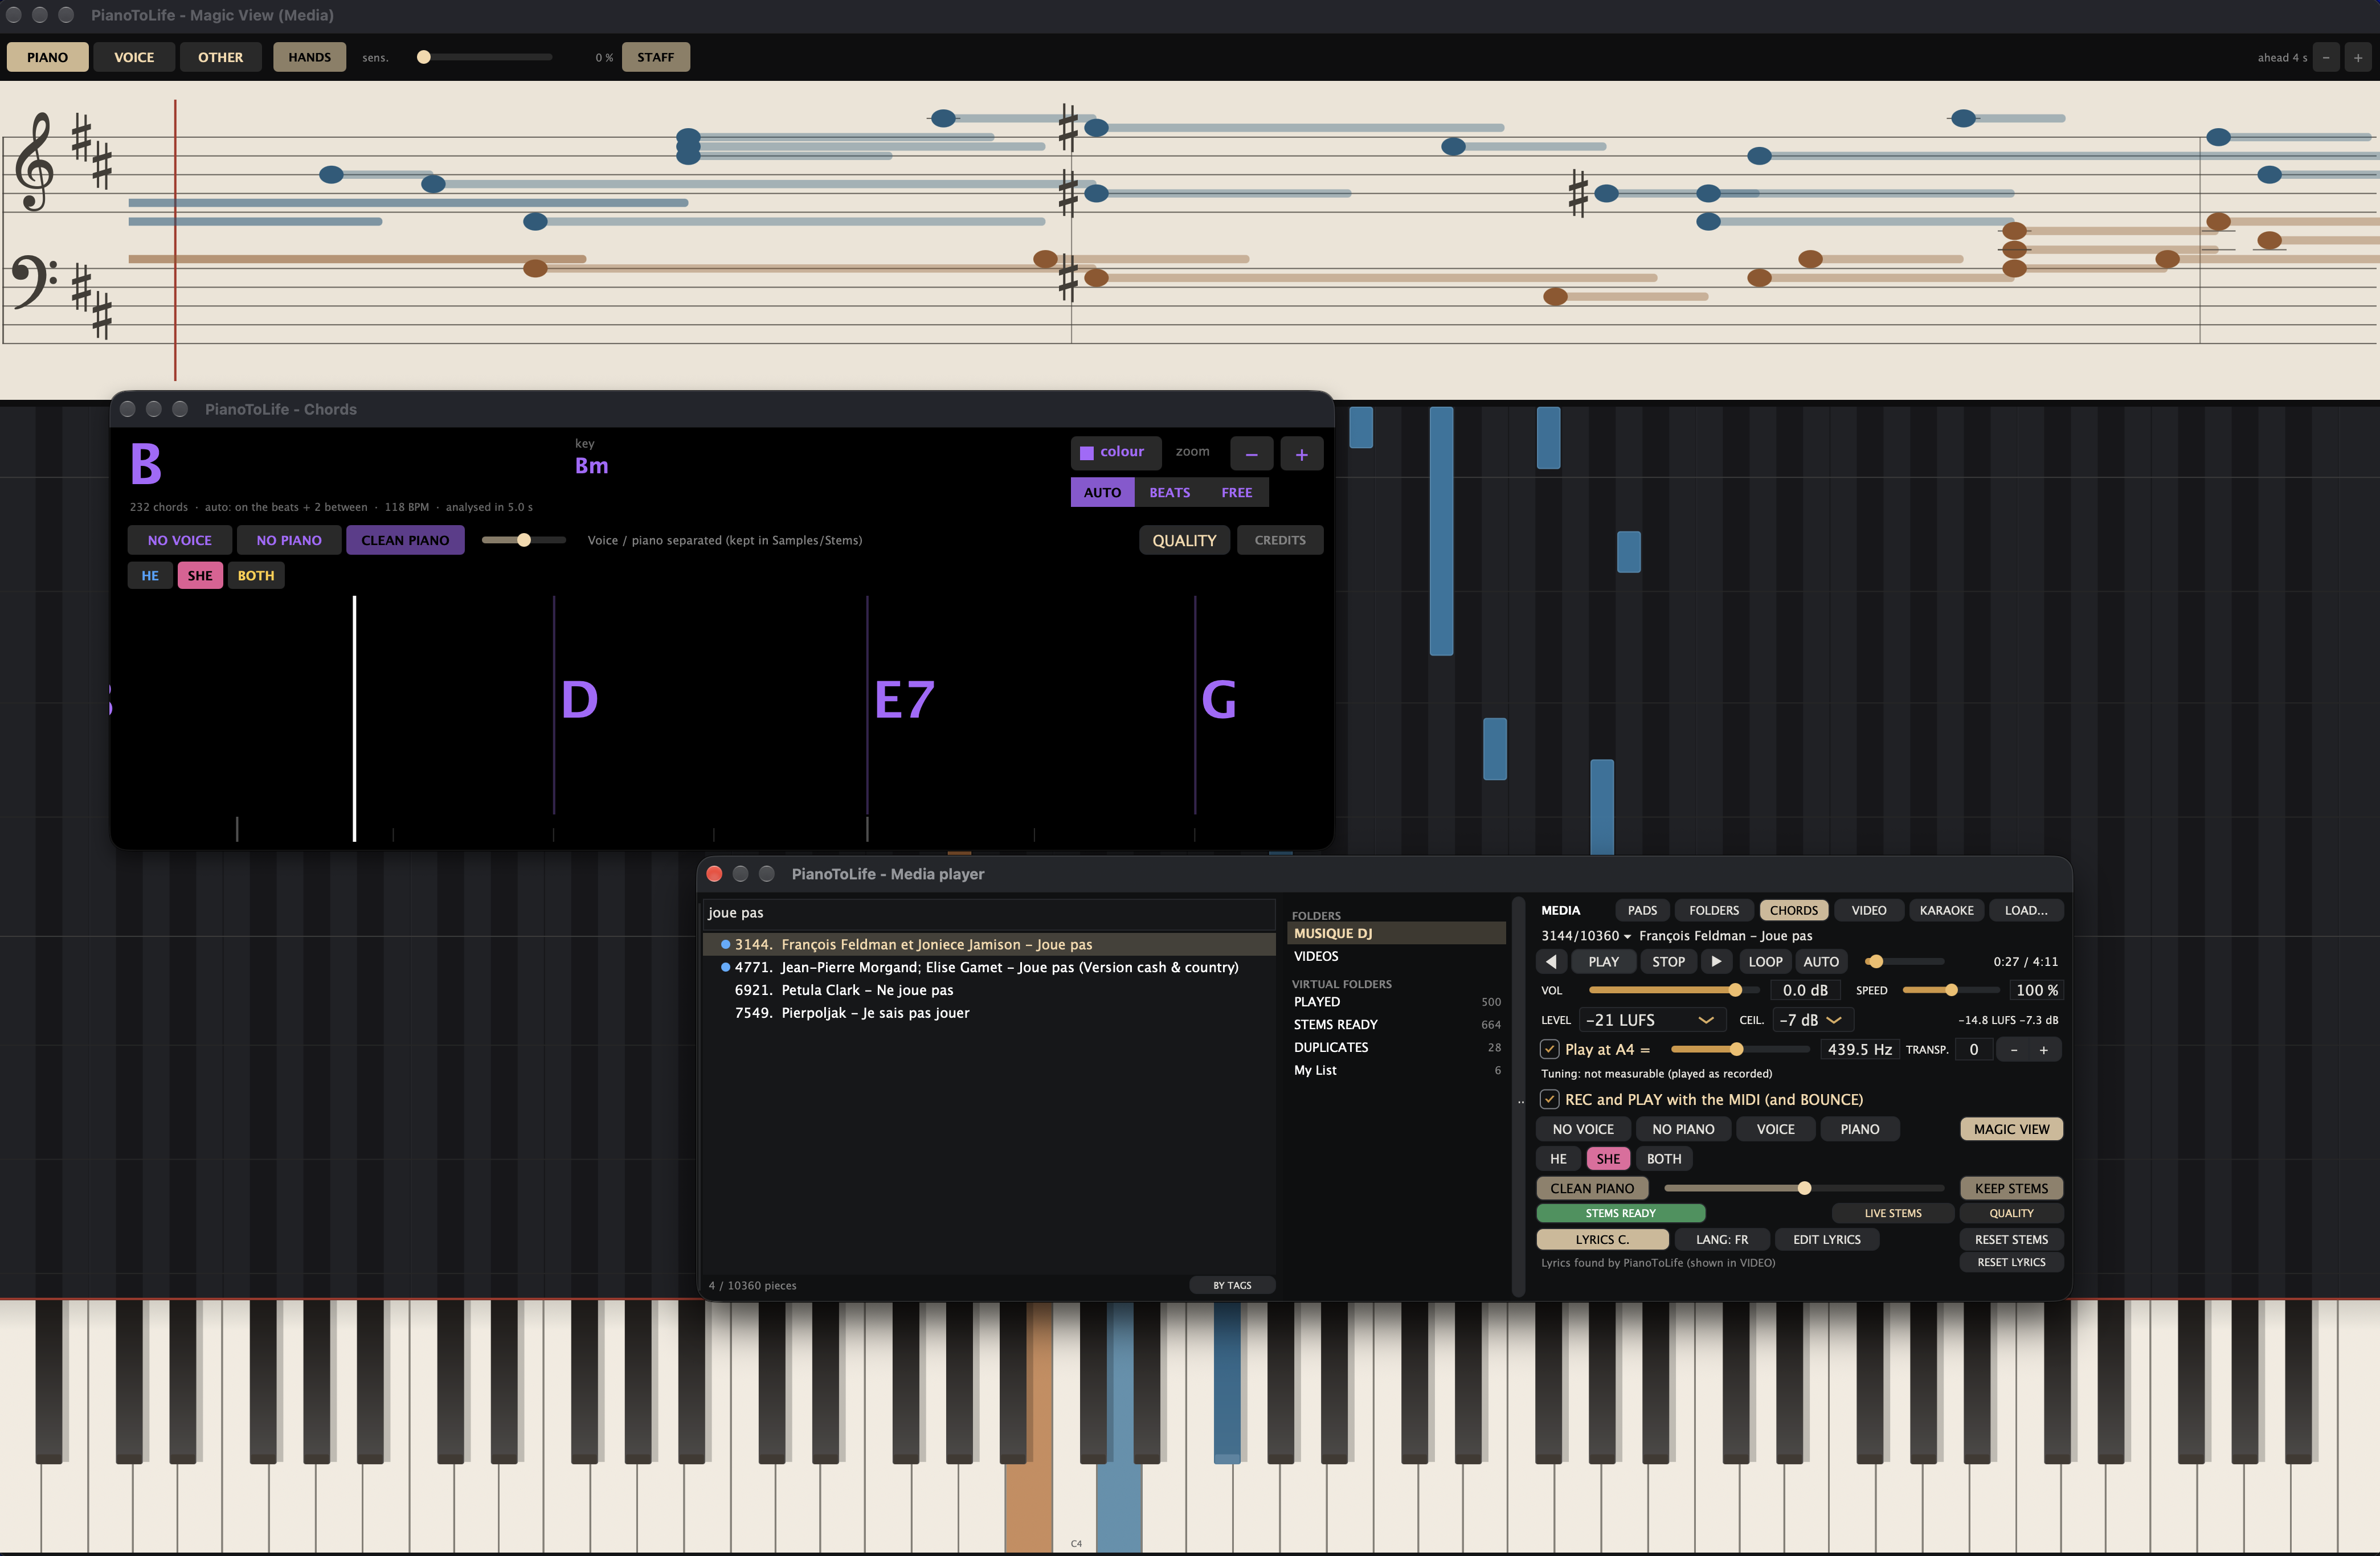 PianoToLife - Magic View (Media)
PIANO VOICE OTHER HANDS sens. 0 % STAFF ahead 4 s - +
PianoToLife - Chords
B
key
Bm
colour zoom - +
AUTO BEATS FREE
232 chords · auto: on the beats + 2 between · 118 BPM · analysed in 5.0 s
NO VOICE NO PIANO CLEAN PIANO Voice / piano separated (kept in Samples/Stems) QUALITY CREDITS
HE SHE BOTH
D E7 G
PianoToLife - Media player
joue pas
3144. François Feldman et Joniece Jamison – Joue pas
4771. Jean-Pierre Morgand; Elise Gamet – Joue pas (Version cash & country)
6921. Petula Clark – Ne joue pas
7549. Pierpoljak – Je sais pas jouer
4 / 10360 pieces BY TAGS
FOLDERS
MUSIQUE DJ
VIDEOS
VIRTUAL FOLDERS
PLAYED 500
STEMS READY 664
DUPLICATES 28
My List 6
..
MEDIA PADS FOLDERS CHORDS VIDEO KARAOKE LOAD...
3144/10360 François Feldman – Joue pas
PLAY STOP LOOP AUTO 0:27 / 4:11
VOL 0.0 dB SPEED 100 %
LEVEL -21 LUFS CEIL. -7 dB -14.8 LUFS -7.3 dB
Play at A4 = 439.5 Hz TRANSP. 0 - +
Tuning: not measurable (played as recorded)
REC and PLAY with the MIDI (and BOUNCE)
NO VOICE NO PIANO VOICE PIANO MAGIC VIEW
HE SHE BOTH
CLEAN PIANO KEEP STEMS
STEMS READY LIVE STEMS QUALITY
LYRICS C. LANG: FR EDIT LYRICS RESET STEMS
Lyrics found by PianoToLife (shown in VIDEO) RESET LYRICS
C4